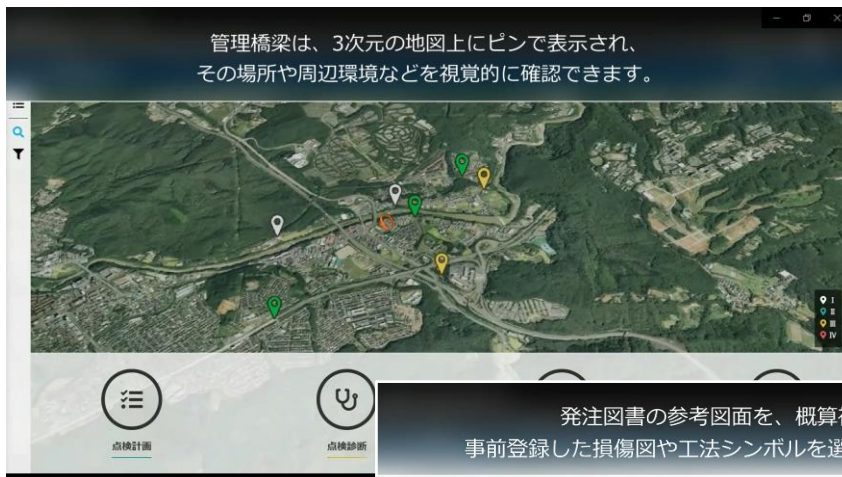 管理橋梁は、3次元の地図上にピンで表示され、
その場所や周辺環境などを視覚的に確認できます。
I
II
III
IV
点検計画
点検診断
発注図書の参考図面を、概算
事前登録した損傷図や工法シンボルを選